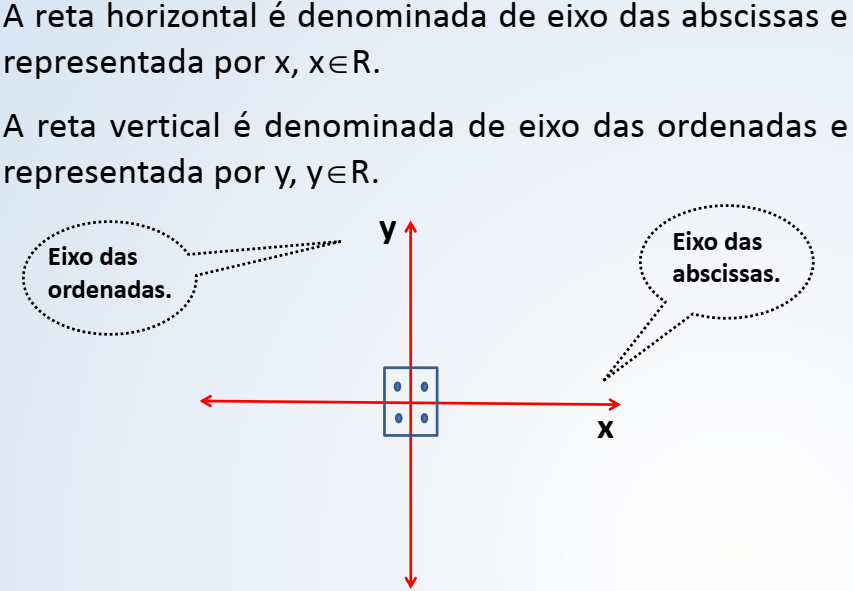 A reta horizontal é denominada de eixo das abscissas e
representada por x, x∈R.
A reta vertical é denominada de eixo das ordenadas e
representada por y, y∈R.
y
Eixo das
ordenadas.
Eixo das
abscissas.
x